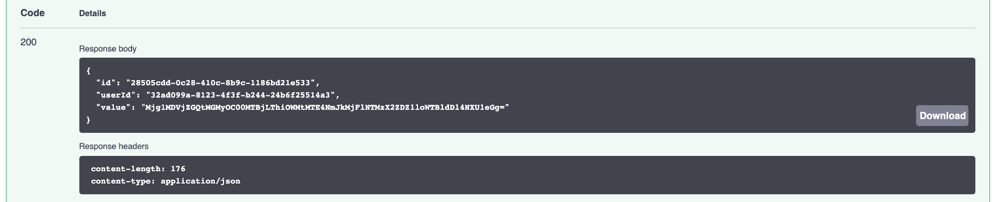 Code Details
200
Response body
{
"id": "28505cdd-0c28-410c-8b9c-1186bd21e533",
"userId": "32ad099a-8123-4f3f-b244-24b6f25514a3",
"value": "Mjg1MDVjZGQtMGMyOC00MTBjLThiOWMtMTE4NmJkMjFlNTMzX2ZDZ1loWTBldDl4NXU1eGg="
}
Download
Response headers
content-length: 176
content-type: application/json